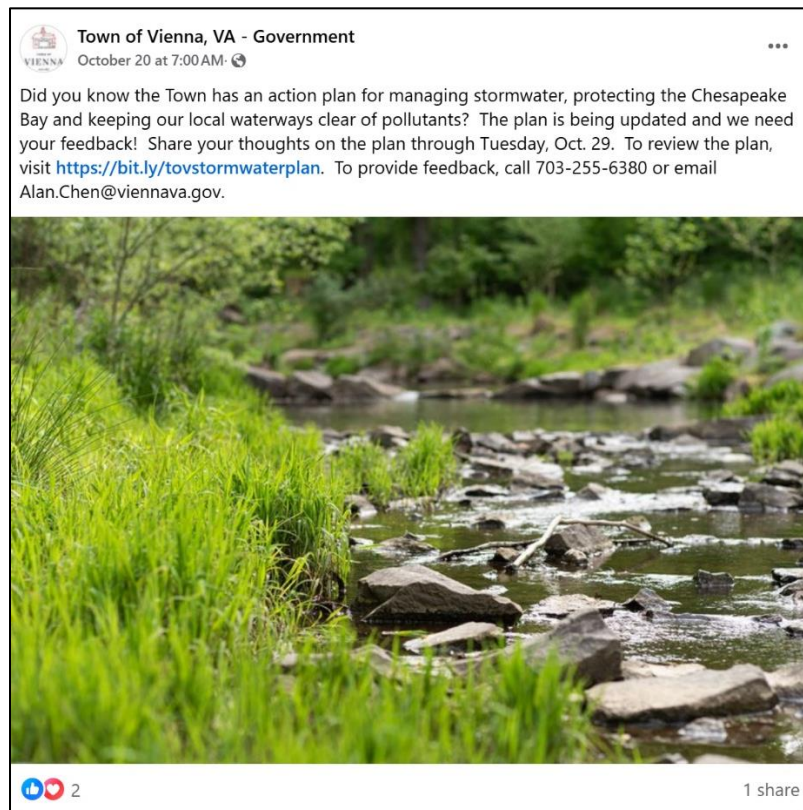 Town of Vienna, VA - Government
October 20 at 7:00 AM ·
VIENNA
Did you know the Town has an action plan for managing stormwater, protecting the Chesapeake
Bay and keeping our local waterways clear of pollutants? The plan is being updated and we need
your feedback! Share your thoughts on the plan through Tuesday, Oct. 29. To review the plan,
visit https://bit.ly/tovstormwaterplan. To provide feedback, call 703-255-6380 or email
Alan.Chen@viennava.gov.
2
1 share